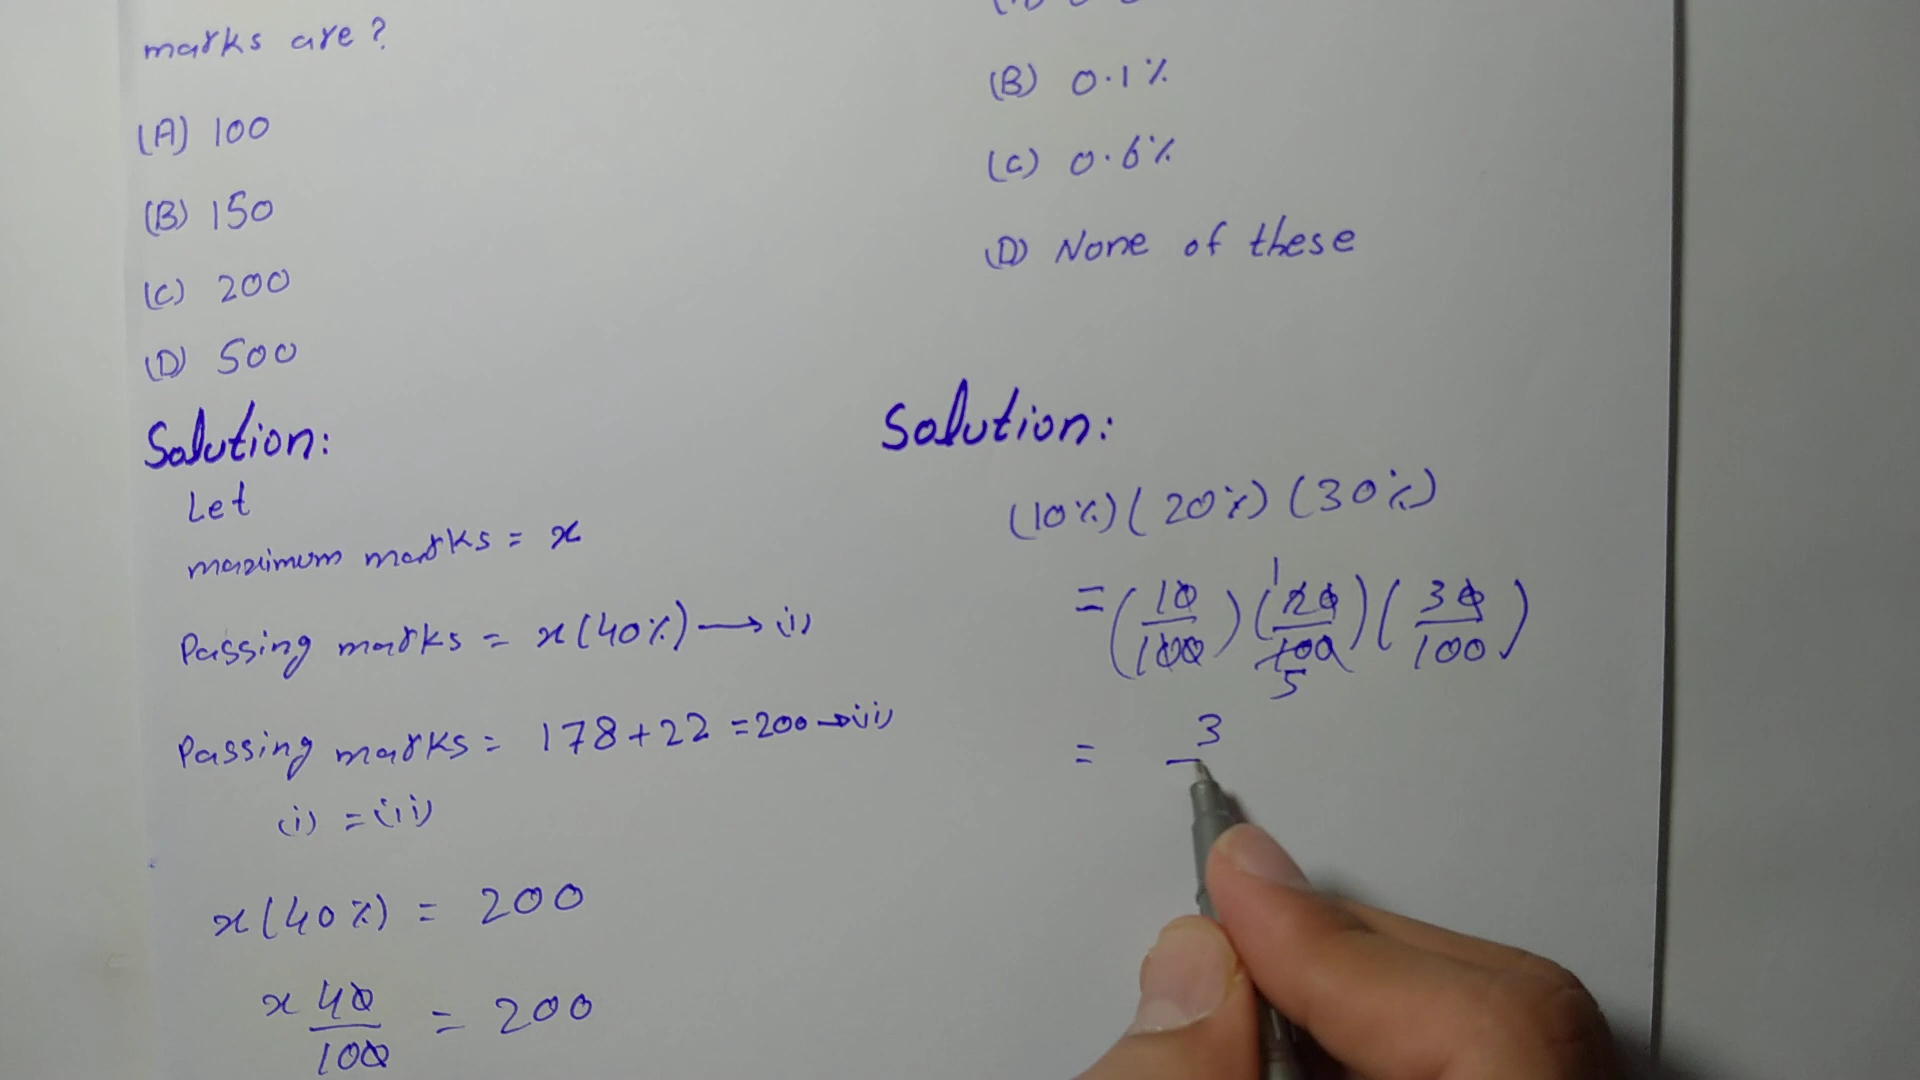 marks are?
(A) 100
(B) 150
(C) 200
(D) 500
Solution:
Let
maximum marks = x
Passing marks = x(40%) → (i)
Passing marks = 178+22 = 200 → (ii)
(i) = (ii)
x(40%) = 200
x 40/100 = 200
(B) 0.1%
(C) 0.6%
(D) None of these
Solution:
(10%)(20%)(30%)
= (10/100)(20/100)(30/100)
1
5
= 3